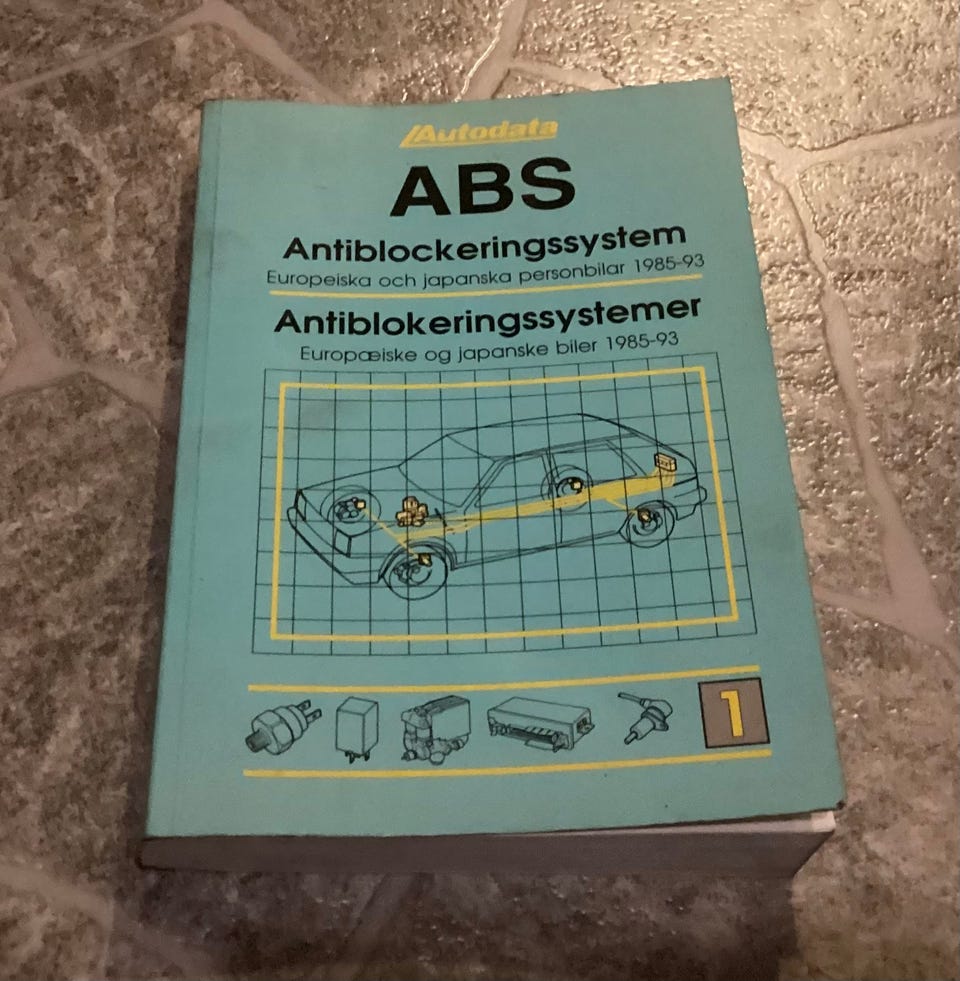 Autodata
ABS
Antiblockeringssystem
Europeiska och japanska personbilar 1985-93
Antiblokeringssystemer
Europæiske og japanske biler 1985-93
1